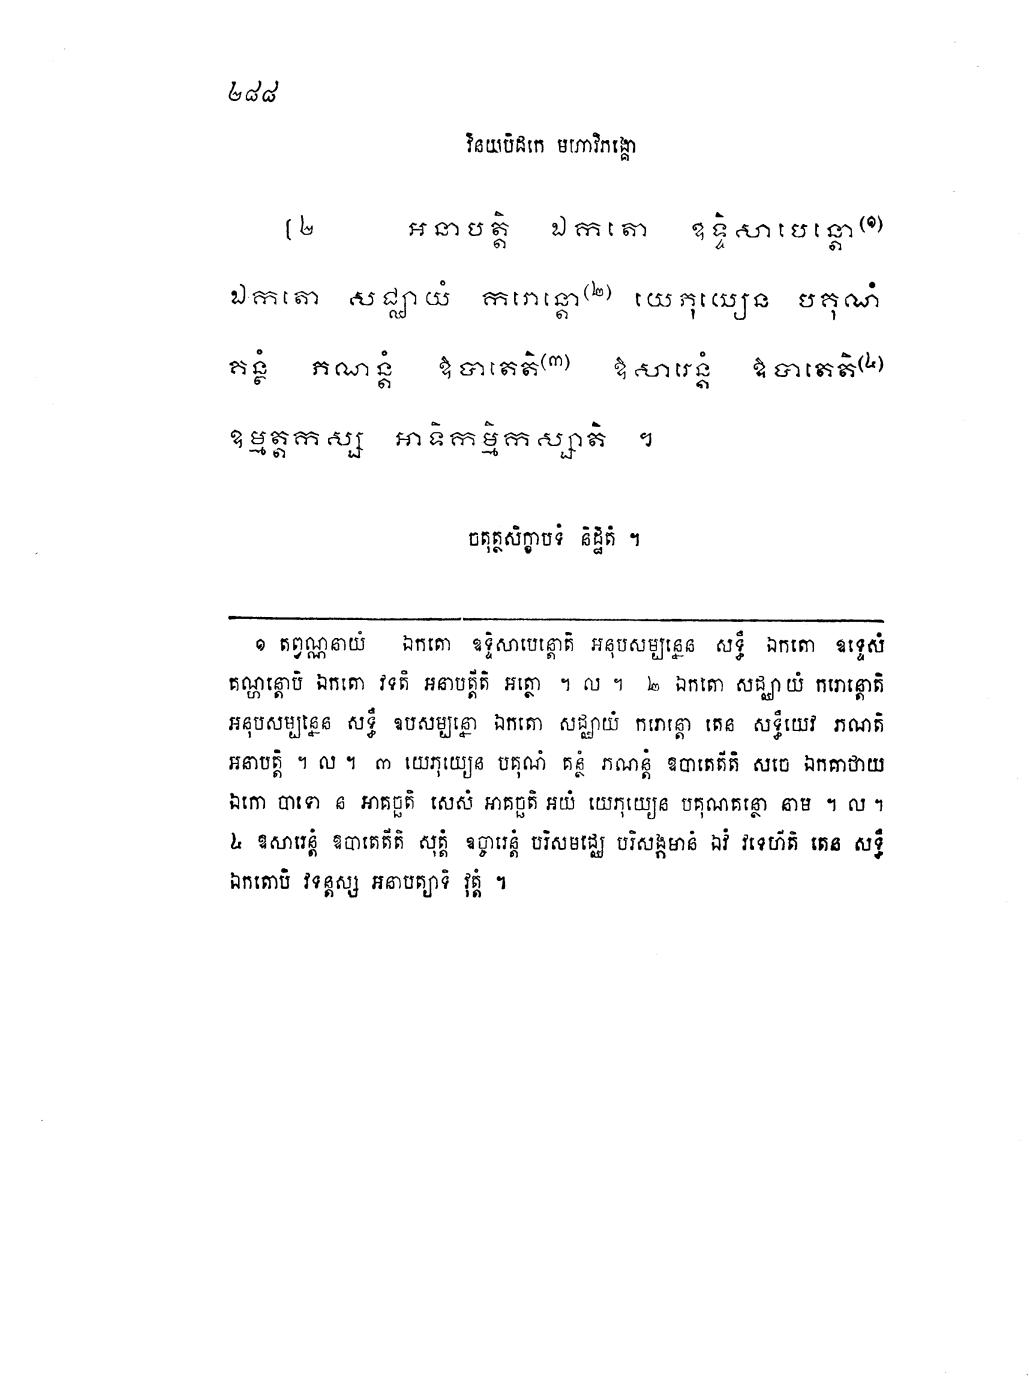 ២៨៨
វិនយបិដកេ មហាវិភង្គោ
[២ អនាបត្តិ ឯកតោ ឧទ្ទិសាបេន្តោ(១)
ឯកតោ សជ្ឈាយំ ករោន្តោ(២) យេភុយ្យេន បគុណំ
គន្ថំ ភណន្តំ ឱបាតេតិ(៣) ឱសារេន្តំ ឱបាតេតិ(៤)
ឧម្មត្តកស្ស អាទិកម្មិកស្សាតិ ។
ចតុត្ថសិក្ខាបទំ និដ្ឋិតំ ។
១ តព្វណ្ណនាយំ ឯកតោ ឧទ្ទិសាបេន្តោតិ អនុបសម្បន្នេន សទ្ធឹ ឯកតោ ឧទ្ទេសំ
គណ្ហន្តោបិ ឯកតោ វទតិ អនាបត្តីតិ អត្ថោ ។ ល ។ ២ ឯកតោ សជ្ឈាយំ ករោន្តោតិ
អនុបសម្បន្នេន សទ្ធឹ ឧបសម្បន្នោ ឯកតោ សជ្ឈាយំ ករោន្តោ តេន សទ្ធឹយេវ ភណតិ
អនាបត្តិ ។ ល ។ ៣ យេភុយ្យេន បគុណំ គន្ថំ ភណន្តំ ឱបាតេតីតិ សចេ ឯកគាថាយ
ឯកោ បាទោ ន អាគច្ឆតិ សេសំ អាគច្ឆតិ អយំ យេភុយ្យេន បគុណគន្ថោ នាម ។ ល ។
៤ ឱសារេន្តំ ឱបាតេតីតិ សុត្តំ ឧច្ចារេន្តំ បរិសមជ្ឈេ បរិសង្កមានំ ឯវំ វទេហីតិ តេន សទ្ធឹ
ឯកតោបិ វទន្តស្ស អនាបត្យាទិ វុត្តំ ។